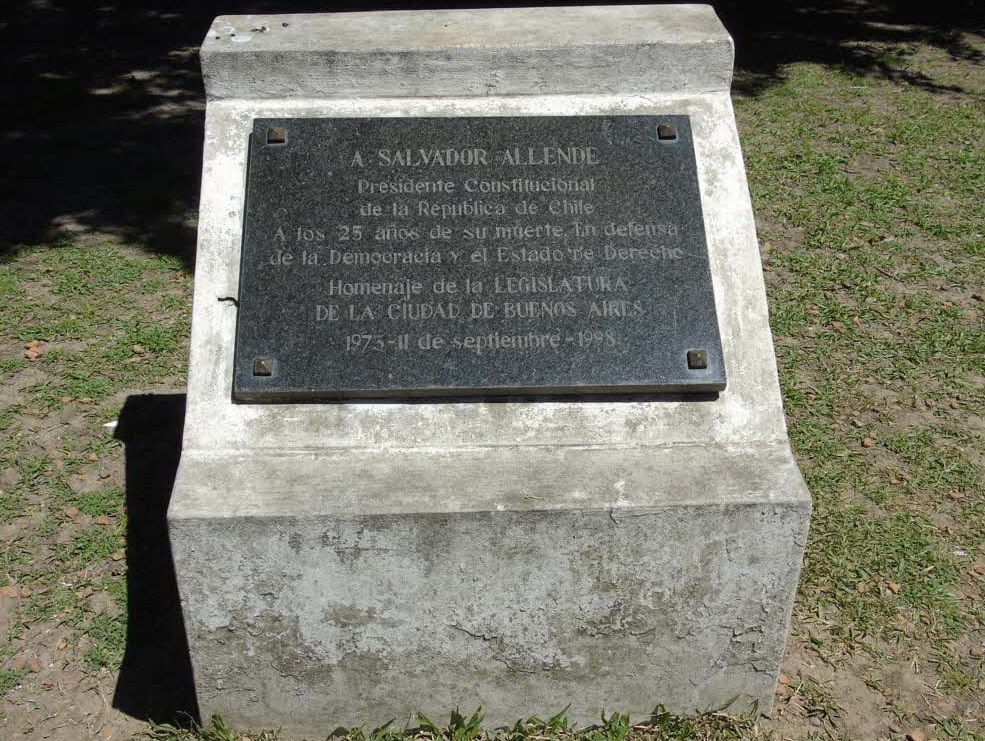 A SALVADOR ALLENDE
Presidente Constitucional
de la República de Chile
A los 25 años de su muerte. En defensa
de la Democracia y el Estado de Derecho
Homenaje de la LEGISLATURA
DE LA CIUDAD DE BUENOS AIRES
1973-11 de septiembre-1998